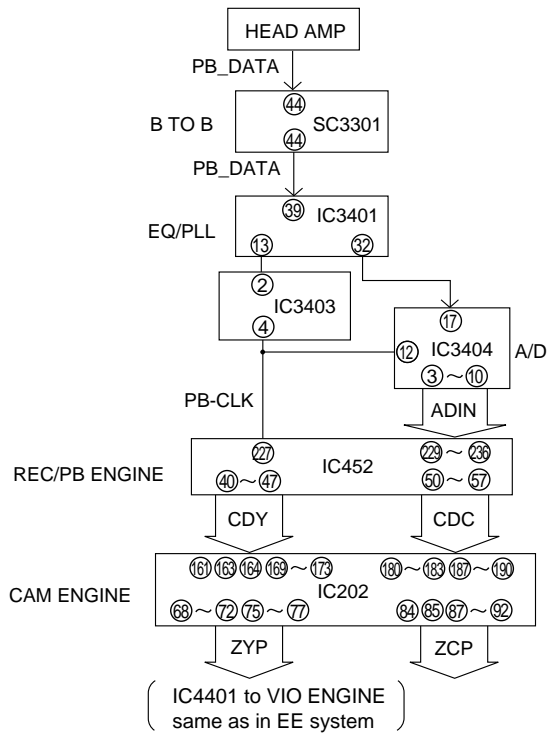 HEAD AMP
PB_DATA
44
B TO B
SC3301
44
PB_DATA
39
IC3401
EQ/PLL
13
32
2
IC3403
4
17
12
IC3404
A/D
3～10
PB-CLK
ADIN
227
229～236
REC/PB ENGINE
IC452
40～47
50～57
CDY
CDC
161 163 164 169～173
180～183 187～190
CAM ENGINE
IC202
68～72 75～77
84 85 87～92
ZYP
ZCP
IC4401 to VIO ENGINE
same as in EE system